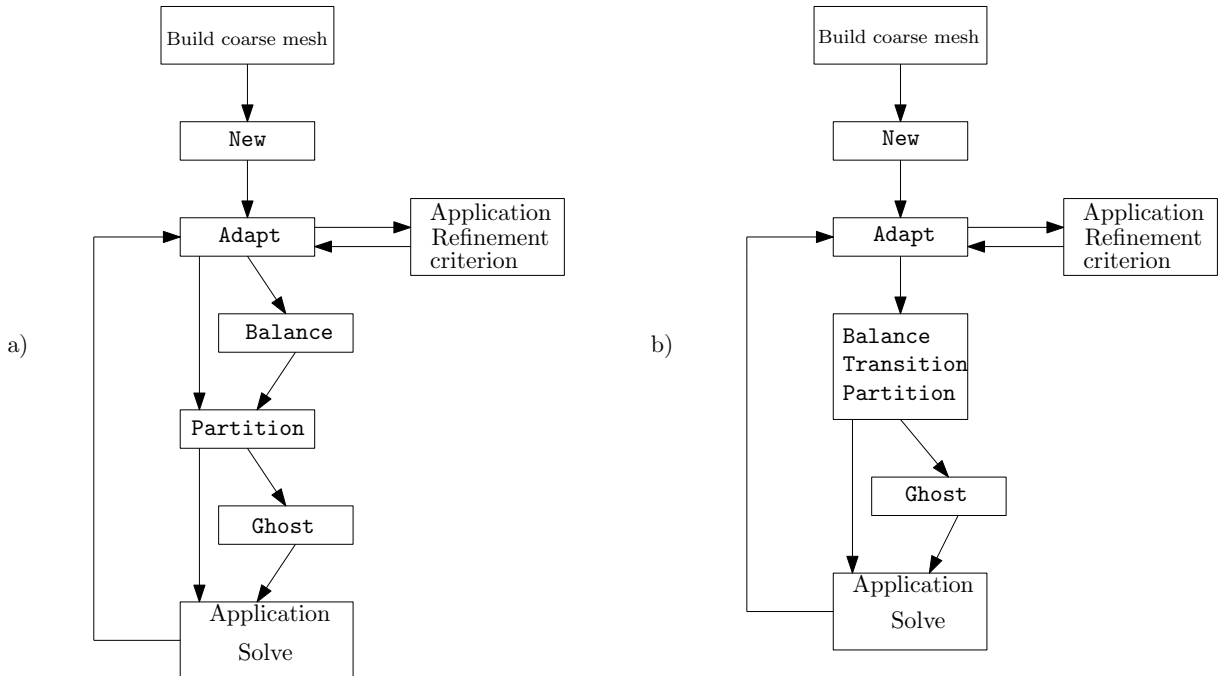 Build coarse mesh
New
Adapt
Application
Refinement
criterion
Balance
a)
Partition
Ghost
Application
Solve
Build coarse mesh
New
Adapt
Application
Refinement
criterion
b)
Balance
Transition
Partition
Ghost
Application
Solve